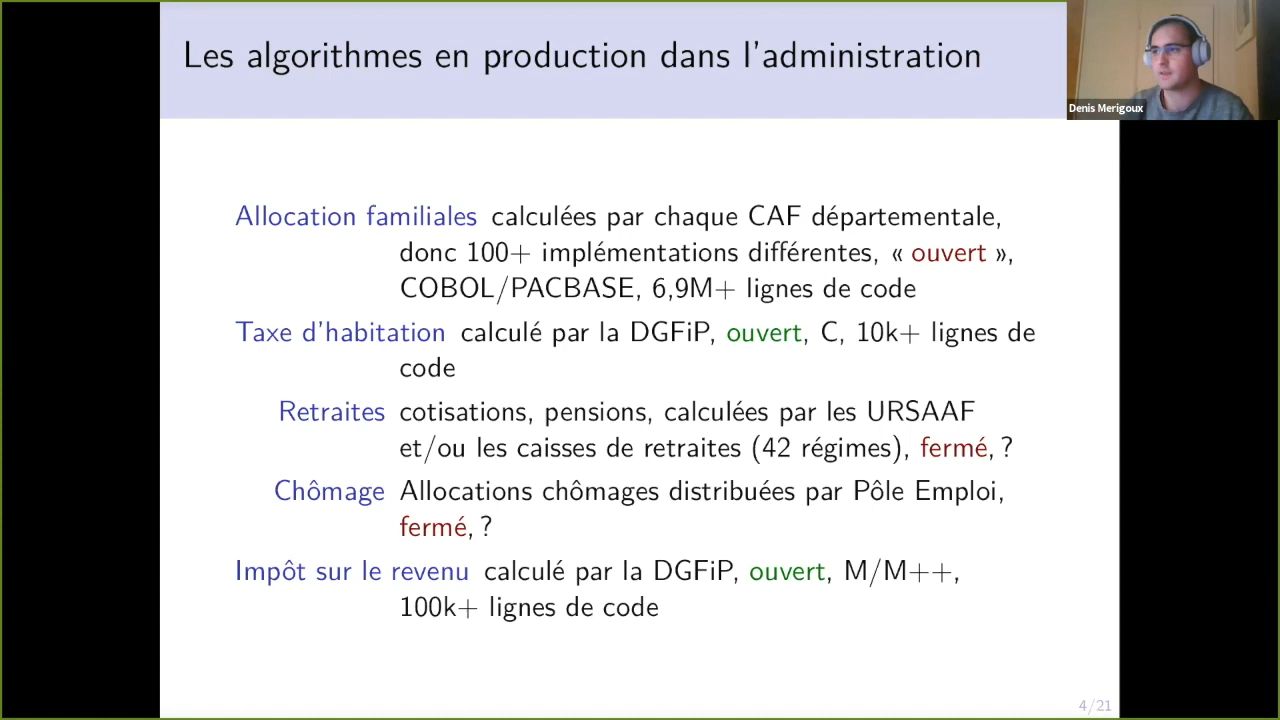 Les algorithmes en production dans l'administration
Denis Merigoux
Allocation familiales calculées par chaque CAF départementale,
donc 100+ implémentations différentes, « ouvert »,
COBOL/PACBASE, 6,9M+ lignes de code
Taxe d'habitation calculé par la DGFiP, ouvert, C, 10k+ lignes de
code
Retraites cotisations, pensions, calculées par les URSAAF
et/ou les caisses de retraites (42 régimes), fermé, ?
Chômage Allocations chômages distribuées par Pôle Emploi,
fermé, ?
Impôt sur le revenu calculé par la DGFiP, ouvert, M/M++,
100k+ lignes de code
4/21